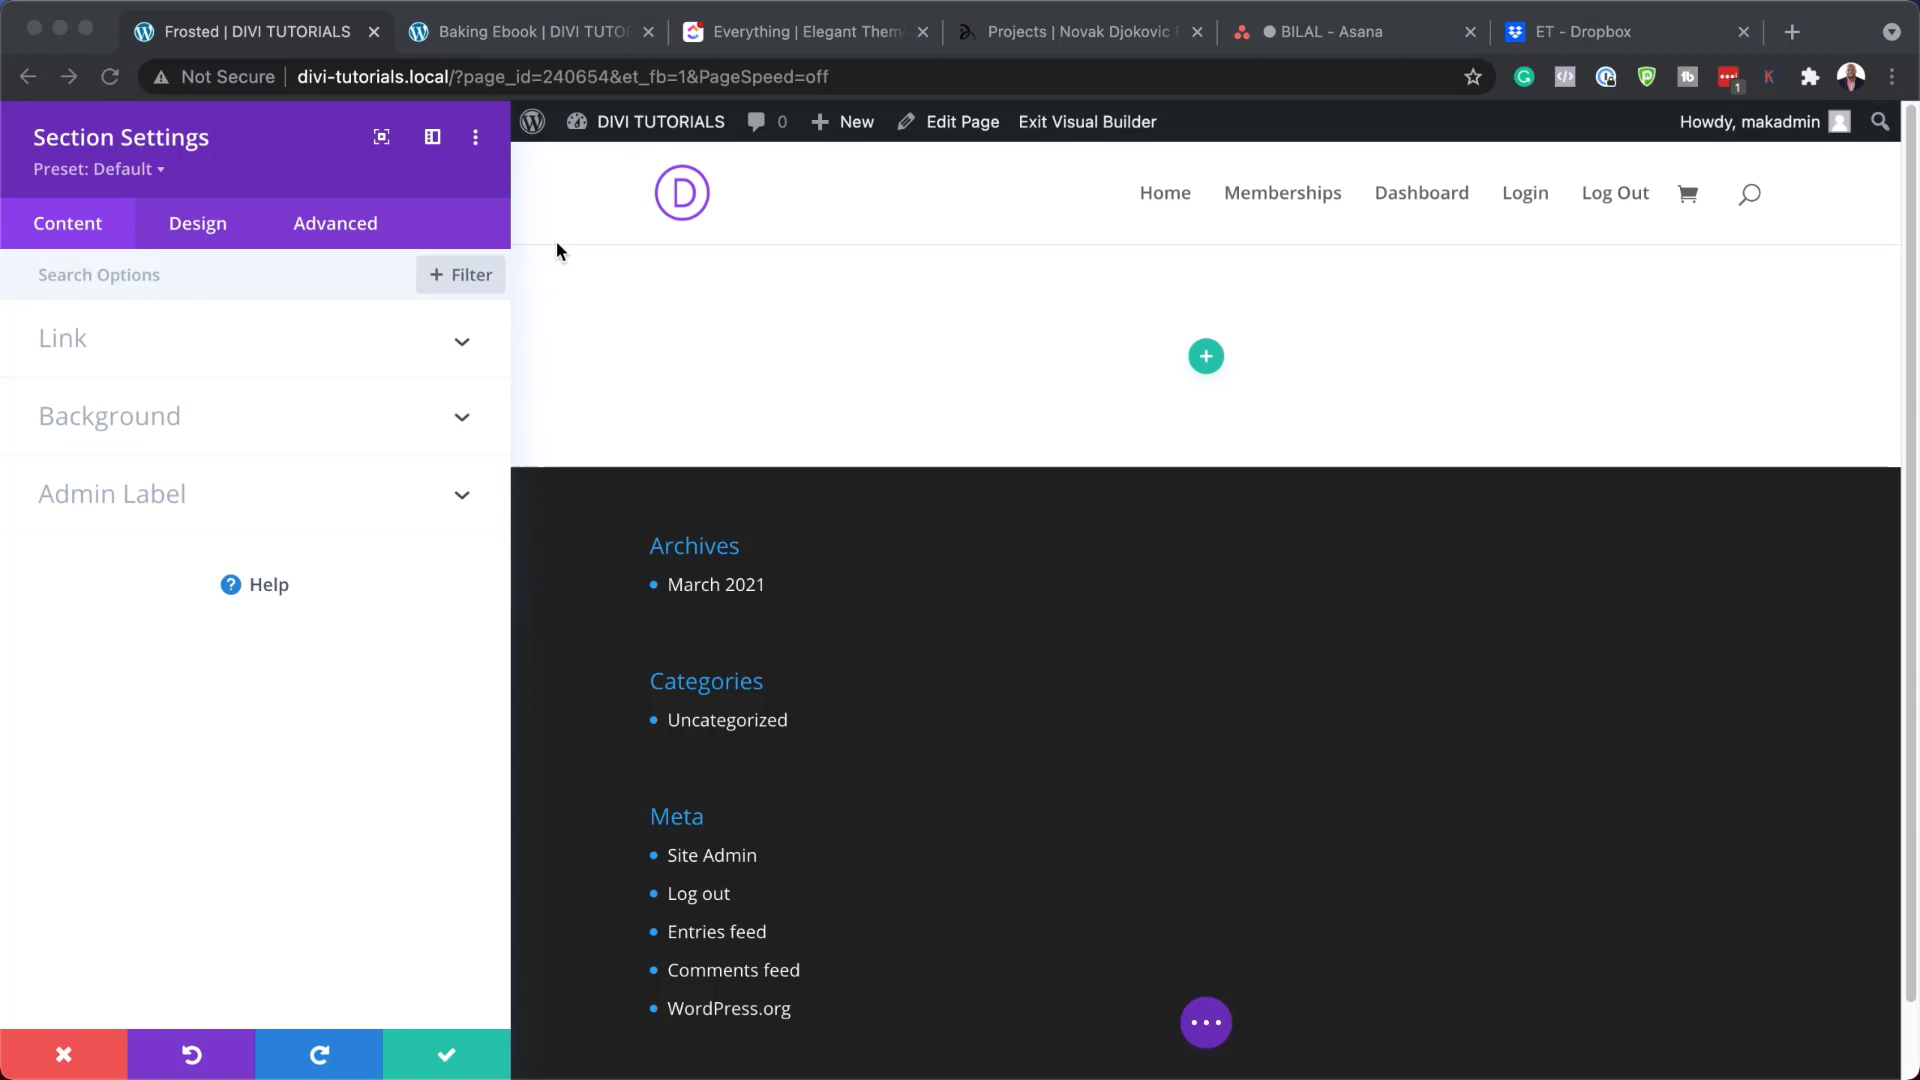 Frosted | DIVI TUTORIALS
Baking Ebook | DIVI TUTO
Everything | Elegant Them
Projects | Novak Djokovic
BILAL - Asana
ET - Dropbox
Not Secure
divi-tutorials.local/?page_id=240654&et_fb=1&PageSpeed=off
DIVI TUTORIALS
0
New
Edit Page
Exit Visual Builder
Howdy, makadmin
Section Settings
Preset: Default
Content
Design
Advanced
Search Options
+ Filter
Link
Background
Admin Label
? Help
D
Home
Memberships
Dashboard
Login
Log Out
Archives
March 2021
Categories
Uncategorized
Meta
Site Admin
Log out
Entries feed
Comments feed
WordPress.org